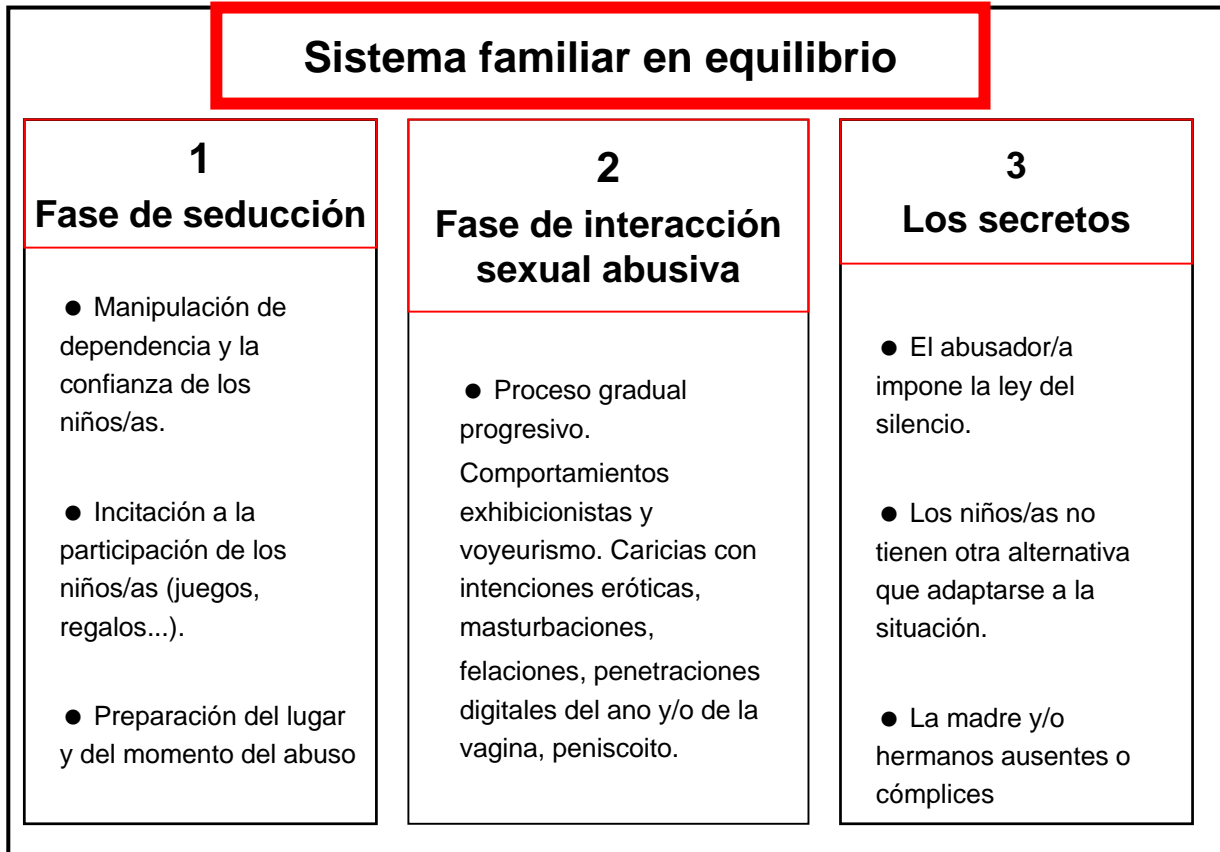 Sistema familiar en equilibrio
1
Fase de seducción
● Manipulación de
dependencia y la
confianza de los
niños/as.
● Incitación a la
participación de los
niños/as (juegos,
regalos...).
● Preparación del lugar
y del momento del abuso
2
Fase de interacción
sexual abusiva
● Proceso gradual
progresivo.
Comportamientos
exhibicionistas y
voyeurismo. Caricias con
intenciones eróticas,
masturbaciones,
felaciones, penetraciones
digitales del ano y/o de la
vagina, peniscoito.
3
Los secretos
● El abusador/a
impone la ley del
silencio.
● Los niños/as no
tienen otra alternativa
que adaptarse a la
situación.
● La madre y/o
hermanos ausentes o
cómplices